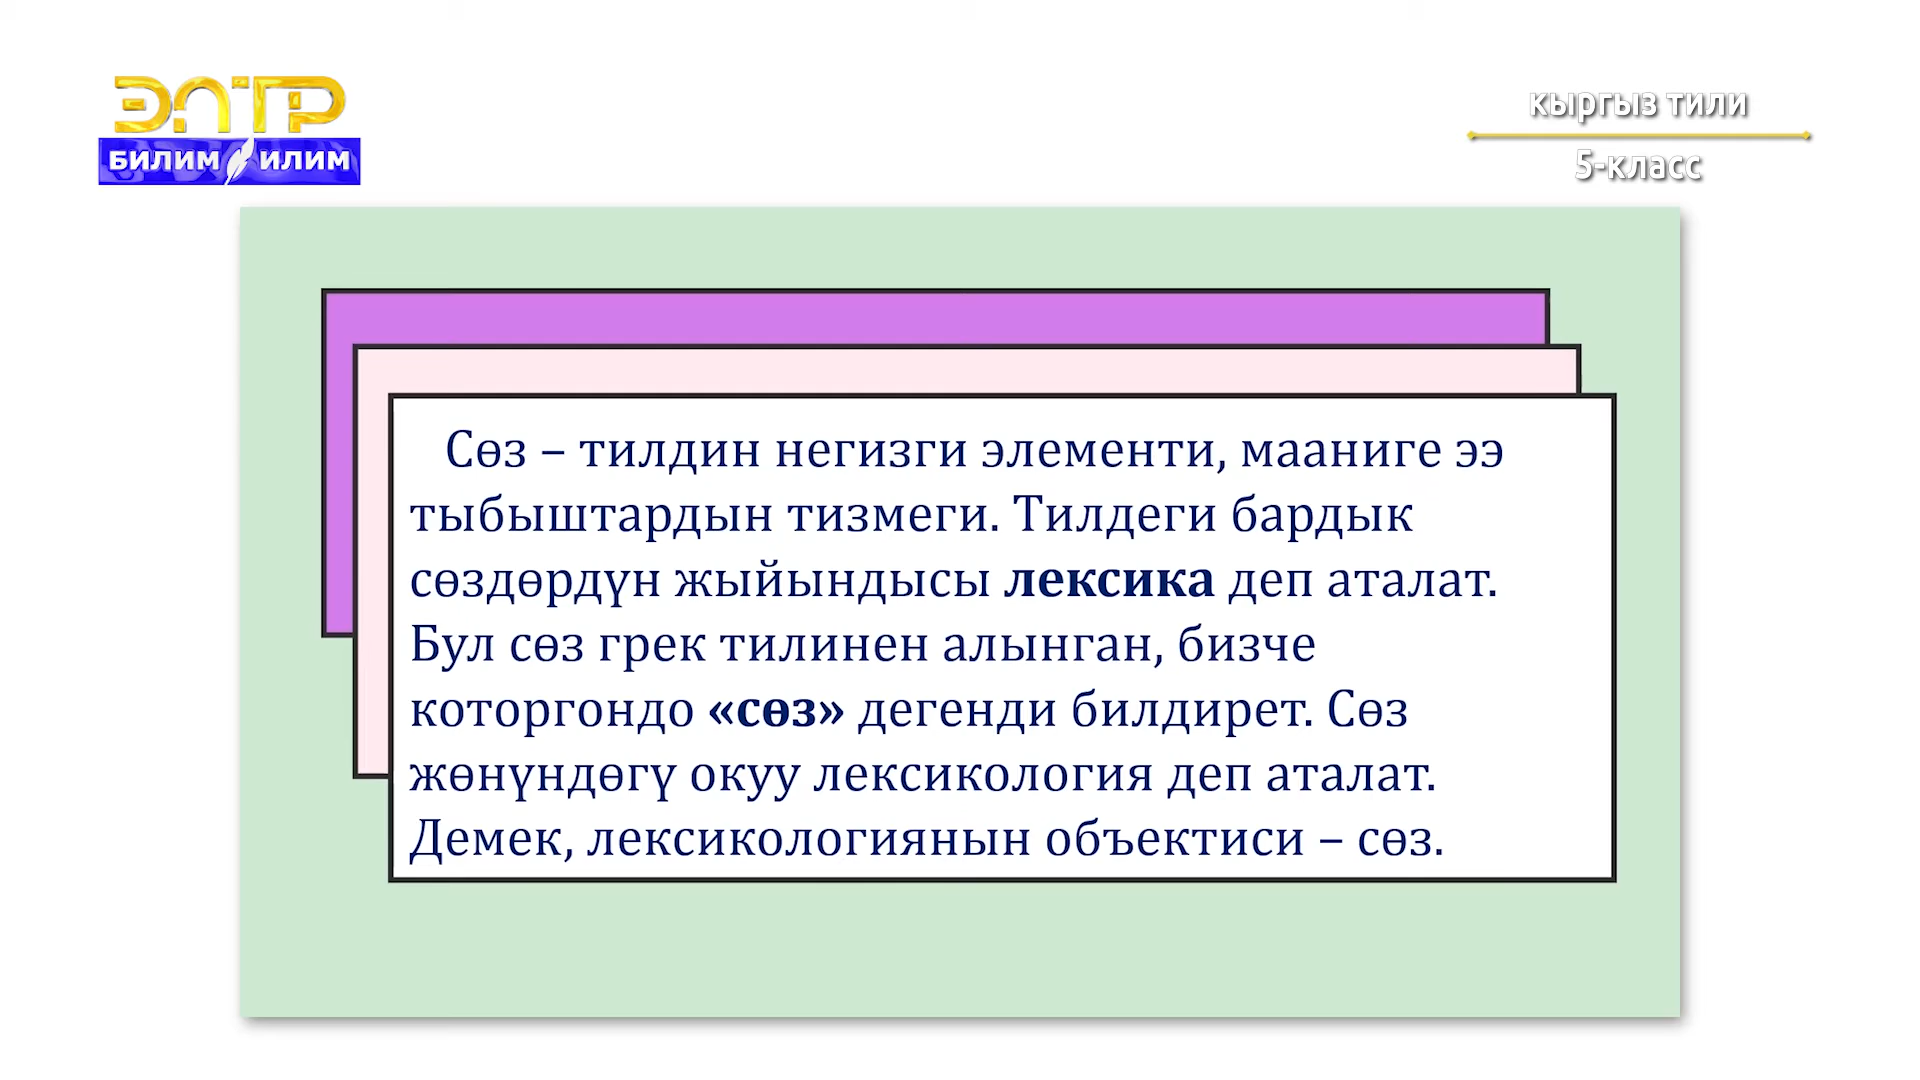 ЭЛТР
БИЛИМ ИЛИМ
кыргыз тили
5-класс
Сөз – тилдин негизги элементи, мааниге ээ
тыбыштардын тизмеги. Тилдеги бардык
сөздөрдүн жыйындысы лексика деп аталат.
Бул сөз грек тилинен алынган, бизче
которгондо «сөз» дегенди билдирет. Сөз
жөнүндөгү окуу лексикология деп аталат.
Демек, лексикологиянын объектиси – сөз.